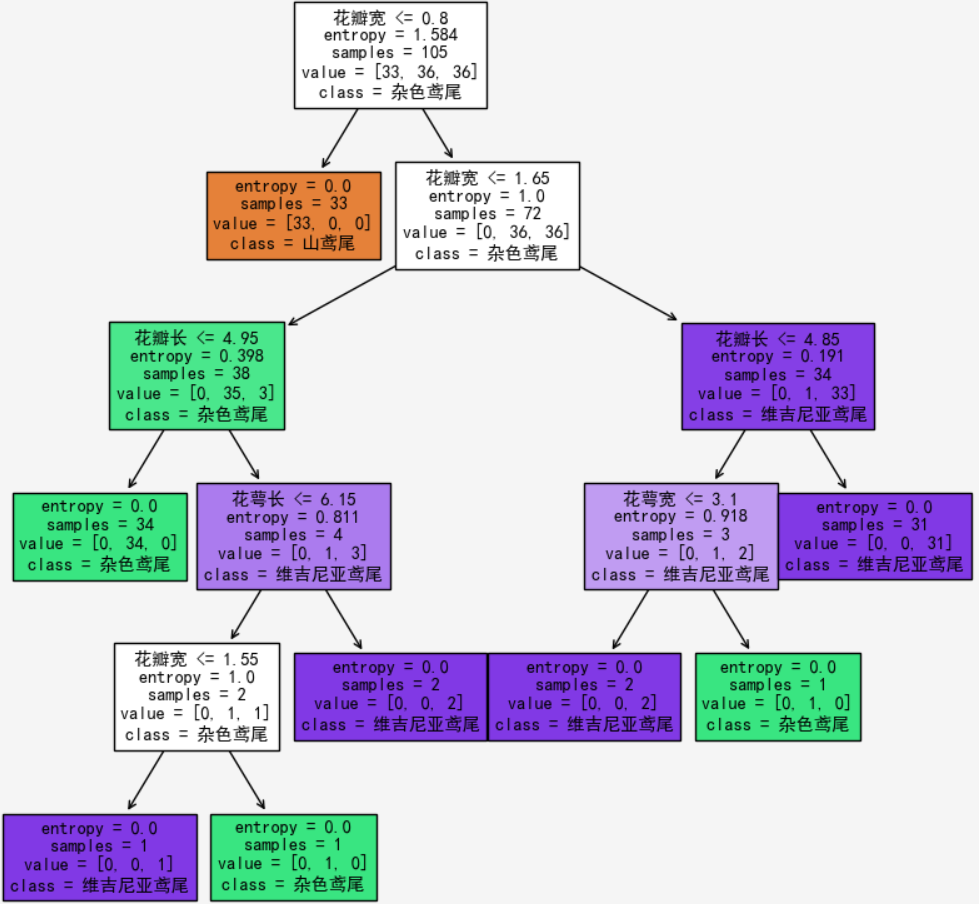 花瓣宽 <= 0.8
entropy = 1.584
samples = 105
value = [33, 36, 36]
class = 杂色鸢尾
entropy = 0.0
samples = 33
value = [33, 0, 0]
class = 山鸢尾
花瓣宽 <= 1.65
entropy = 1.0
samples = 72
value = [0, 36, 36]
class = 杂色鸢尾
花瓣长 <= 4.95
entropy = 0.398
samples = 38
value = [0, 35, 3]
class = 杂色鸢尾
花瓣长 <= 4.85
entropy = 0.191
samples = 34
value = [0, 1, 33]
class = 维吉尼亚鸢尾
entropy = 0.0
samples = 34
value = [0, 34, 0]
class = 杂色鸢尾
花萼长 <= 6.15
entropy = 0.811
samples = 4
value = [0, 1, 3]
class = 维吉尼亚鸢尾
花萼宽 <= 3.1
entropy = 0.918
samples = 3
value = [0, 1, 2]
class = 维吉尼亚鸢尾
entropy = 0.0
samples = 31
value = [0, 0, 31]
class = 维吉尼亚鸢尾
花瓣宽 <= 1.55
entropy = 1.0
samples = 2
value = [0, 1, 1]
class = 杂色鸢尾
entropy = 0.0
samples = 2
value = [0, 0, 2]
class = 维吉尼亚鸢尾
entropy = 0.0
samples = 2
value = [0, 0, 2]
class = 维吉尼亚鸢尾
entropy = 0.0
samples = 1
value = [0, 1, 0]
class = 杂色鸢尾
entropy = 0.0
samples = 1
value = [0, 0, 1]
class = 维吉尼亚鸢尾
entropy = 0.0
samples = 1
value = [0, 1, 0]
class = 杂色鸢尾